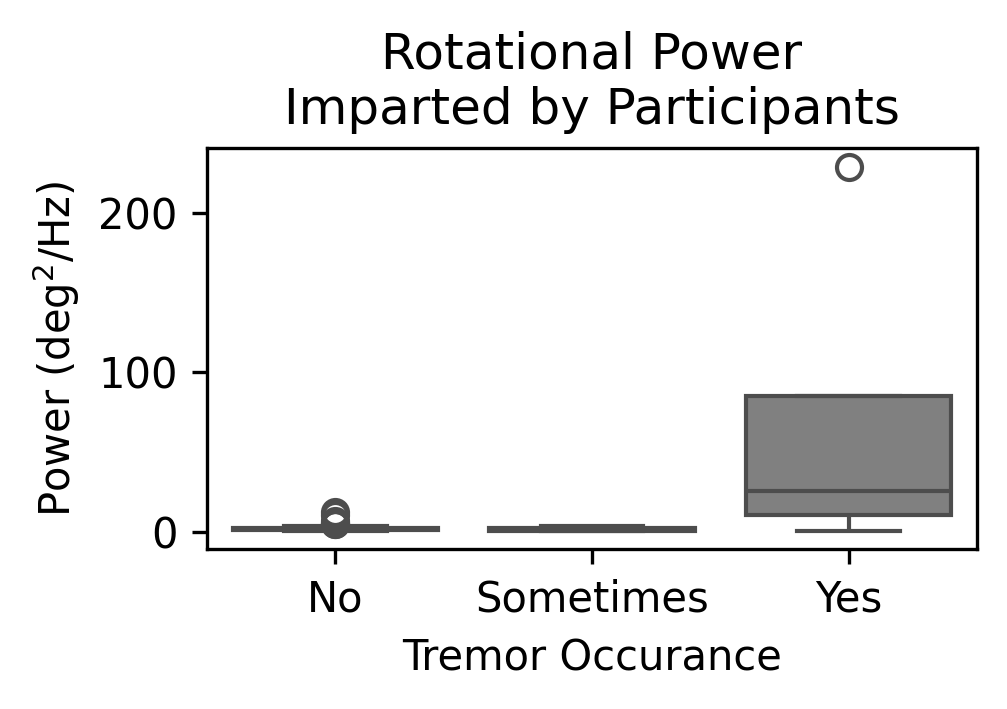 Rotational Power
Imparted by Participants
Power (deg²/Hz)
200
100
0
No Sometimes Yes
Tremor Occurance